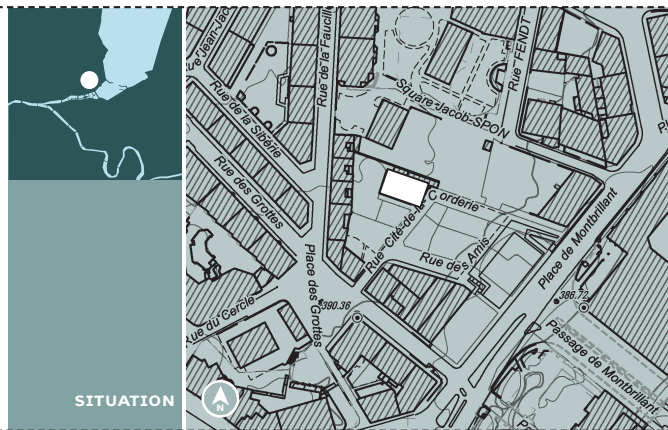 Rue de la Faucille
Rue FENDT
Square-Jacob-SPON
Rue de la Sibérie
Rue des Grottes
Rue-Cité-de-la Corderie
Rue des Amis
Place de Montbrillant
Place des Grottes
390.36
386.72
Rue du Cercle
Passage de Montbrillant
SITUATION
N